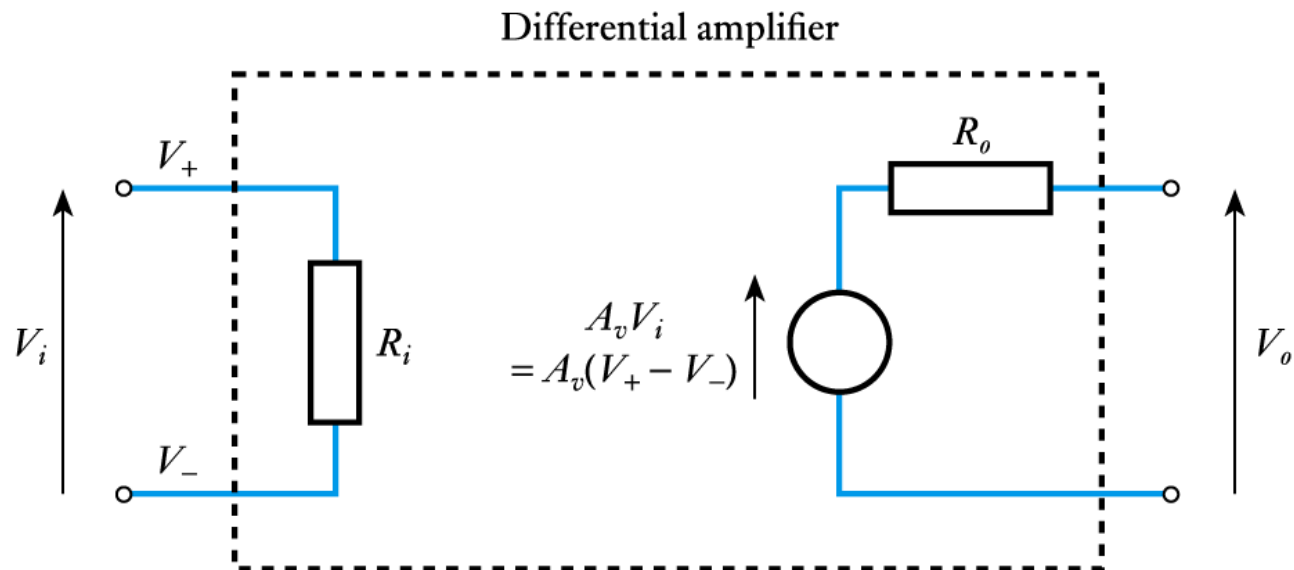 Differential amplifier
V₊
Rₒ
Vᵢ
Rᵢ
AᵥVᵢ
= Aᵥ(V₊ − V₋)
Vₒ
V₋